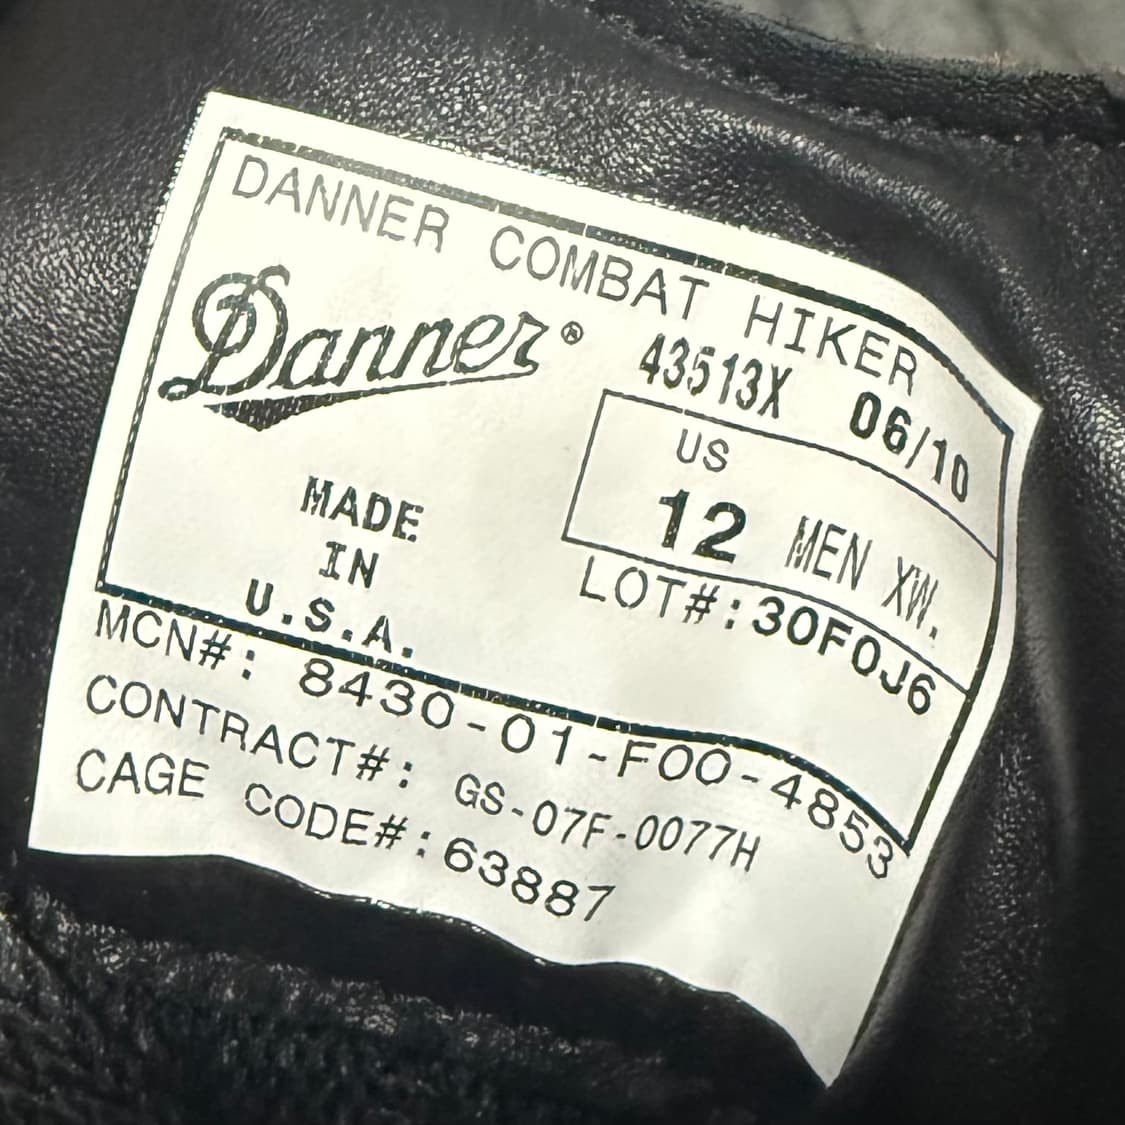 DANNER COMBAT HIKER
Danner®
43513X 06/10
US
12 MEN XW.
MADE
IN
U.S.A.
LOT#:30F0J6
MCN#: 8430-01-F00-4853
CONTRACT#: GS-07F-0077H
CAGE CODE#:63887